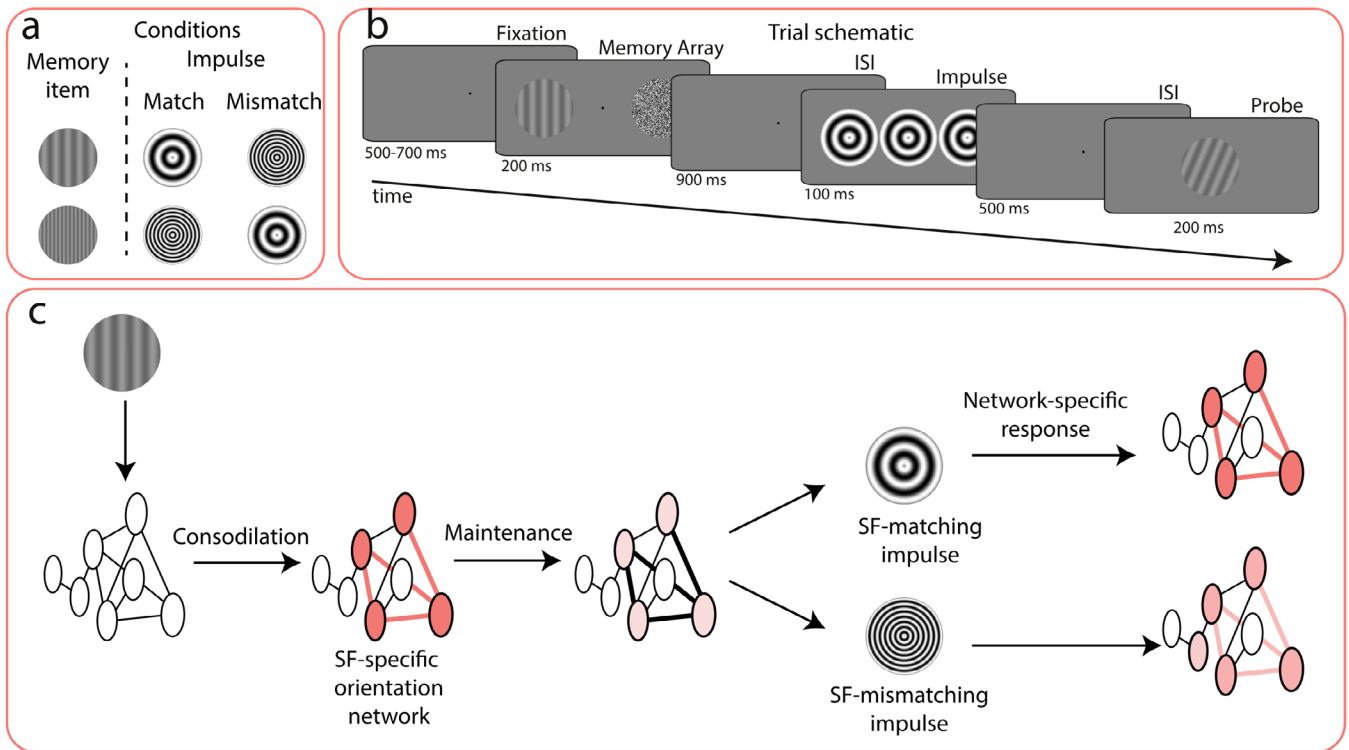 a
Conditions
Impulse
Memory
item
Match
Mismatch
b
Trial schematic
Fixation
Memory Array
ISI
Impulse
ISI
Probe
500-700 ms
200 ms
900 ms
100 ms
500 ms
200 ms
time
c
Consodilation
SF-specific
orientation
network
Maintenance
SF-matching
impulse
SF-mismatching
impulse
Network-specific
response